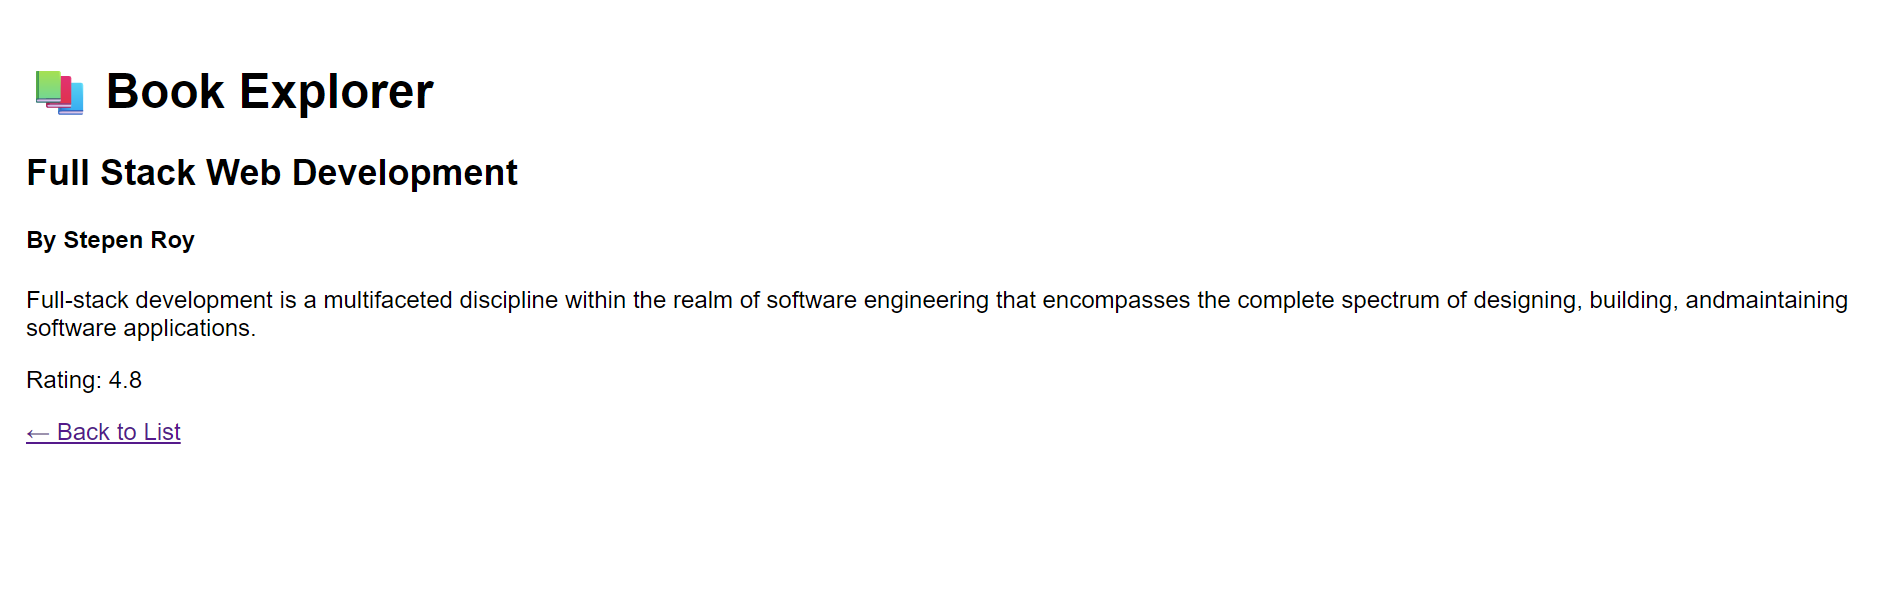 📚 Book Explorer
Full Stack Web Development
By Stepen Roy
Full-stack development is a multifaceted discipline within the realm of software engineering that encompasses the complete spectrum of designing, building, andmaintaining
software applications.
Rating: 4.8
← Back to List